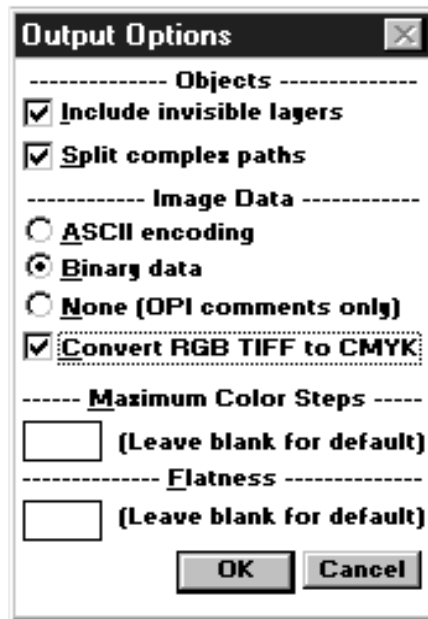 Output Options
-------------- Objects --------------
Include invisible layers
Split complex paths
------------ Image Data ------------
ASCII encoding
Binary data
None (OPI comments only)
Convert RGB TIFF to CMYK
------ Maximum Color Steps -----
(Leave blank for default)
-------------- Flatness --------------
(Leave blank for default)
OK Cancel